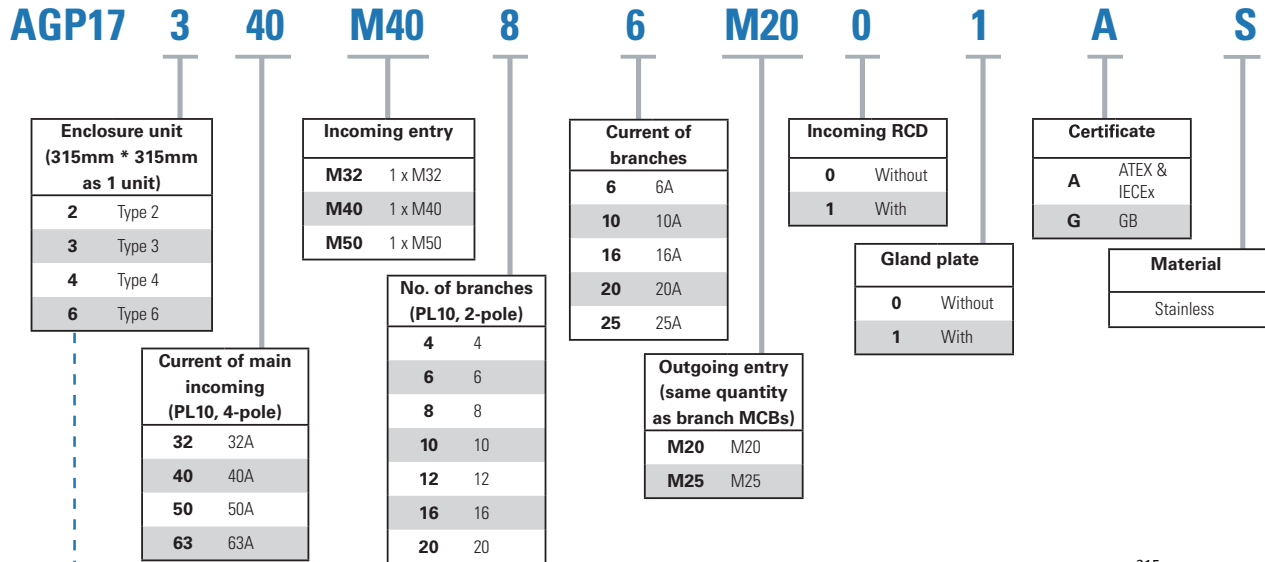 AGP17 3 40 M40 8 6 M20 0 1 A S
Enclosure unit
(315mm * 315mm
as 1 unit)
2 Type 2
3 Type 3
4 Type 4
6 Type 6
Current of main
incoming
(PL10, 4-pole)
32 32A
40 40A
50 50A
63 63A
Incoming entry
M32 1 x M32
M40 1 x M40
M50 1 x M50
No. of branches
(PL10, 2-pole)
4 4
6 6
8 8
10 10
12 12
16 16
20 20
Current of
branches
6 6A
10 10A
16 16A
20 20A
25 25A
Outgoing entry
(same quantity
as branch MCBs)
M20 M20
M25 M25
Incoming RCD
0 Without
1 With
Gland plate
0 Without
1 With
Certificate
A ATEX &
IECEx
G GB
Material
Stainless